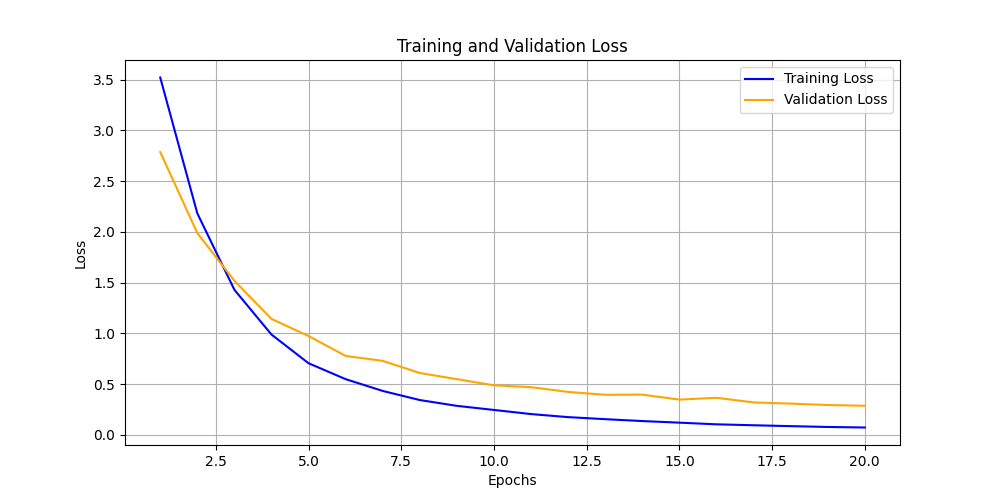 Training and Validation Loss
Training Loss
Validation Loss
3.5
3.0
2.5
2.0
1.5
1.0
0.5
0.0
Loss
2.5 5.0 7.5 10.0 12.5 15.0 17.5 20.0
Epochs